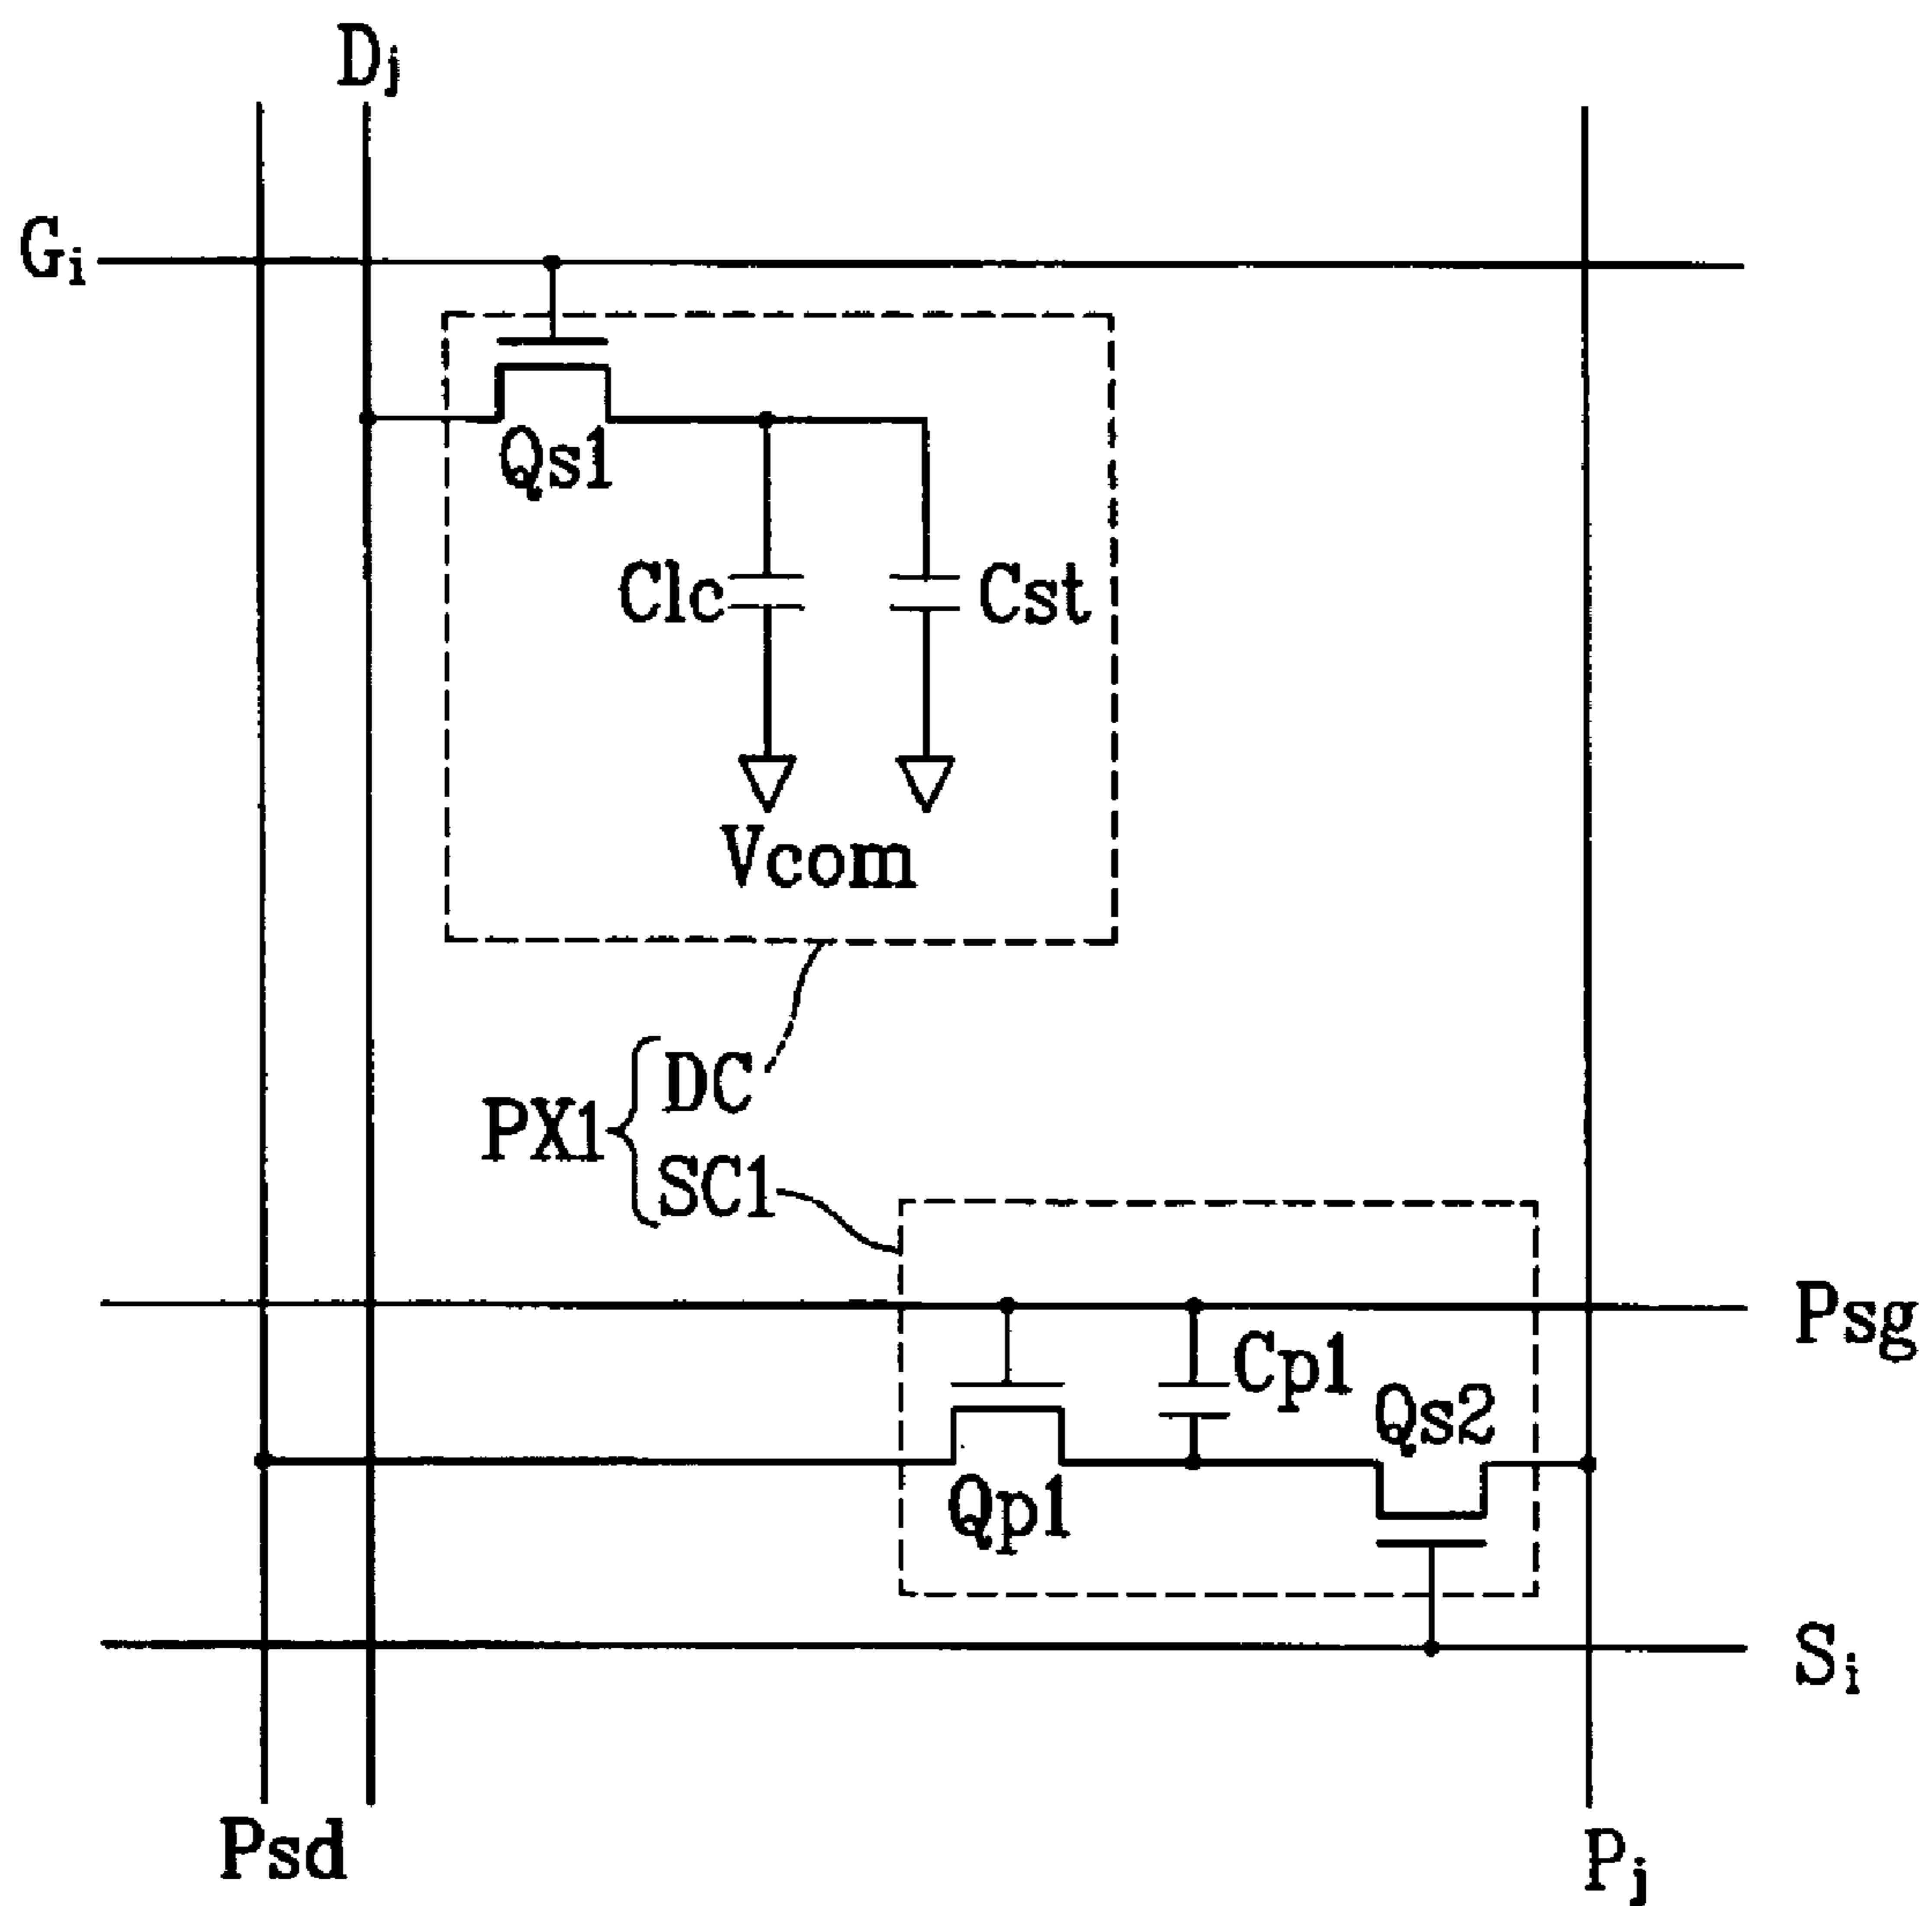 Dj
Gi
Qs1
Clc
Cst
Vcom
DC
PX1
SC1
Psg
Cp1
Qs2
Qp1
Si
Psd
Pj